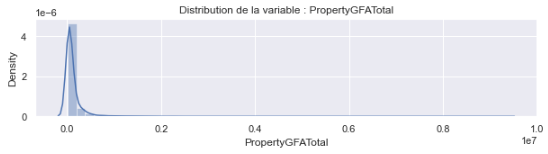 Distribution de la variable : PropertyGFATotal
1e−6
4
2
0
Density
0.0 0.2 0.4 0.6 0.8 1.0
1e7
PropertyGFATotal